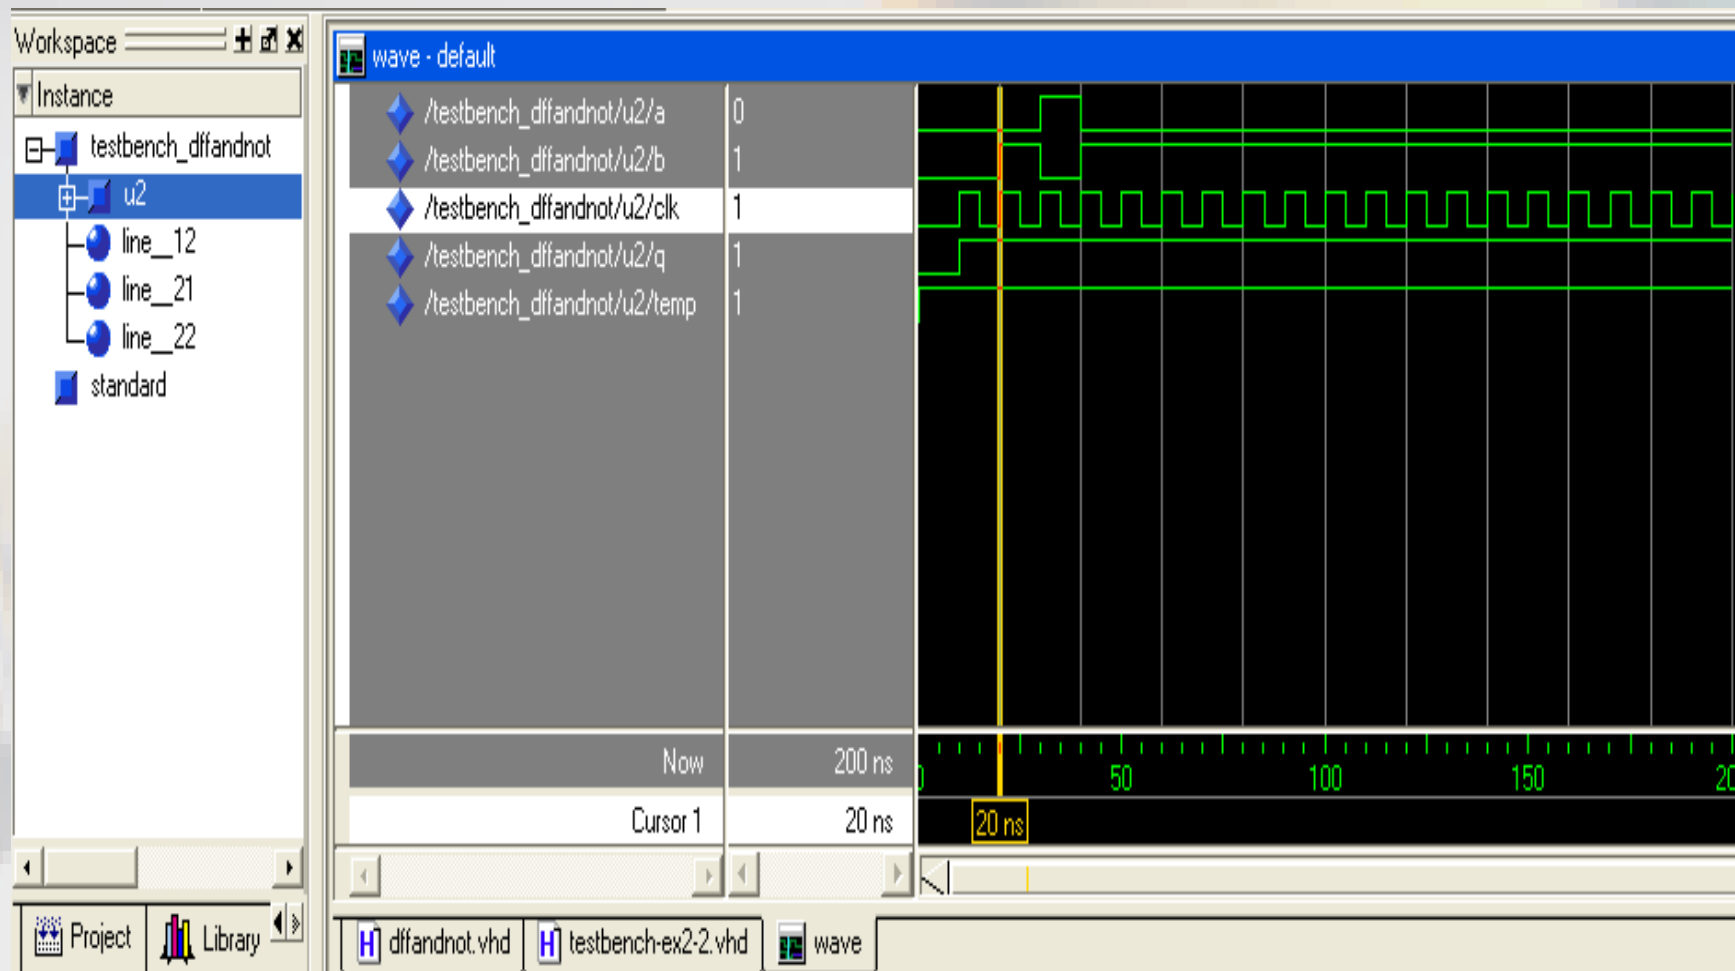 Workspace
Instance
testbench_dffandnot
u2
line__12
line__21
line__22
standard
Project
Library
wave - default
/testbench_dffandnot/u2/a 0
/testbench_dffandnot/u2/b 1
/testbench_dffandnot/u2/clk 1
/testbench_dffandnot/u2/q 1
/testbench_dffandnot/u2/temp 1
Now 200 ns
50 100 150
Cursor 1 20 ns
20 ns
dffandnot.vhd testbench-ex2-2.vhd wave